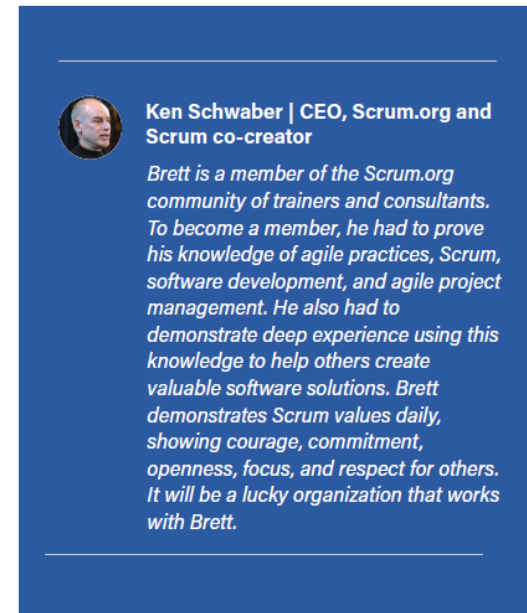 Ken Schwaber | CEO, Scrum.org and
Scrum co-creator
Brett is a member of the Scrum.org
community of trainers and consultants.
To become a member, he had to prove
his knowledge of agile practices, Scrum,
software development, and agile project
management. He also had to
demonstrate deep experience using this
knowledge to help others create
valuable software solutions. Brett
demonstrates Scrum values daily,
showing courage, commitment,
openness, focus, and respect for others.
It will be a lucky organization that works
with Brett.